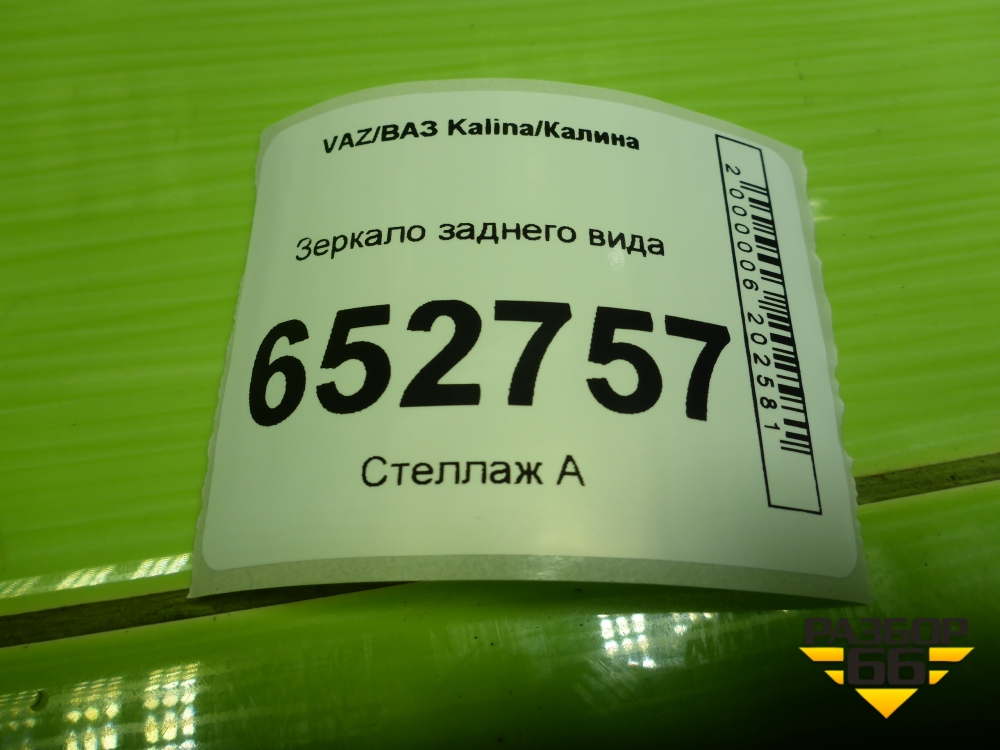 VAZ/ВАЗ Kalina/Калина
Зеркало заднего вида
652757
Стеллаж А
2000006202581
РАЗБОР
66